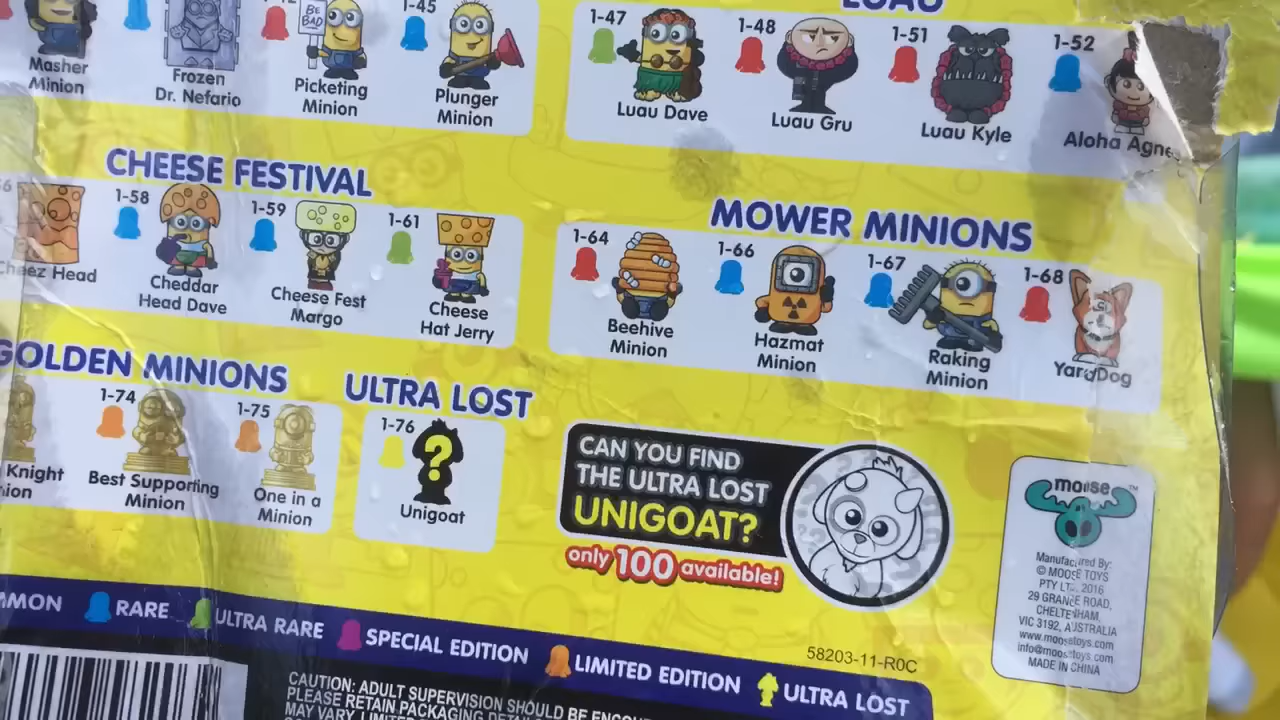 LUAU
Masher
Minion
Frozen
Dr. Nefario
BE
BAD
Picketing
Minion
1-45
Plunger
Minion
1-47
Luau Dave
1-48
Luau Gru
1-51
Luau Kyle
1-52
Aloha Agne
CHEESE FESTIVAL
Cheez Head
1-58
Cheddar
Head Dave
1-59
Cheese Fest
Margo
1-61
Cheese
Hat Jerry
MOWER MINIONS
1-64
Beehive
Minion
1-66
Hazmat
Minion
1-67
Raking
Minion
1-68
Yard Dog
GOLDEN MINIONS
Knight
1-74
Best Supporting
Minion
1-75
One in a
Minion
ULTRA LOST
1-76
?
Unigoat
CAN YOU FIND
THE ULTRA LOST
UNIGOAT?
only 100 available!
moose™
Manufactured By:
© MOOSE TOYS
PTY LTD. 2016
29 GRANGE ROAD,
CHELTENHAM,
VIC 3192, AUSTRALIA
www.moosetoys.com
info@moosetoys.com
MADE IN CHINA
58203-11-R0C
RARE ULTRA RARE SPECIAL EDITION LIMITED EDITION ULTRA LOST
CAUTION: ADULT SUPERVISION SHOULD BE
PLEASE RETAIN PACKAGING
MAY VARY.